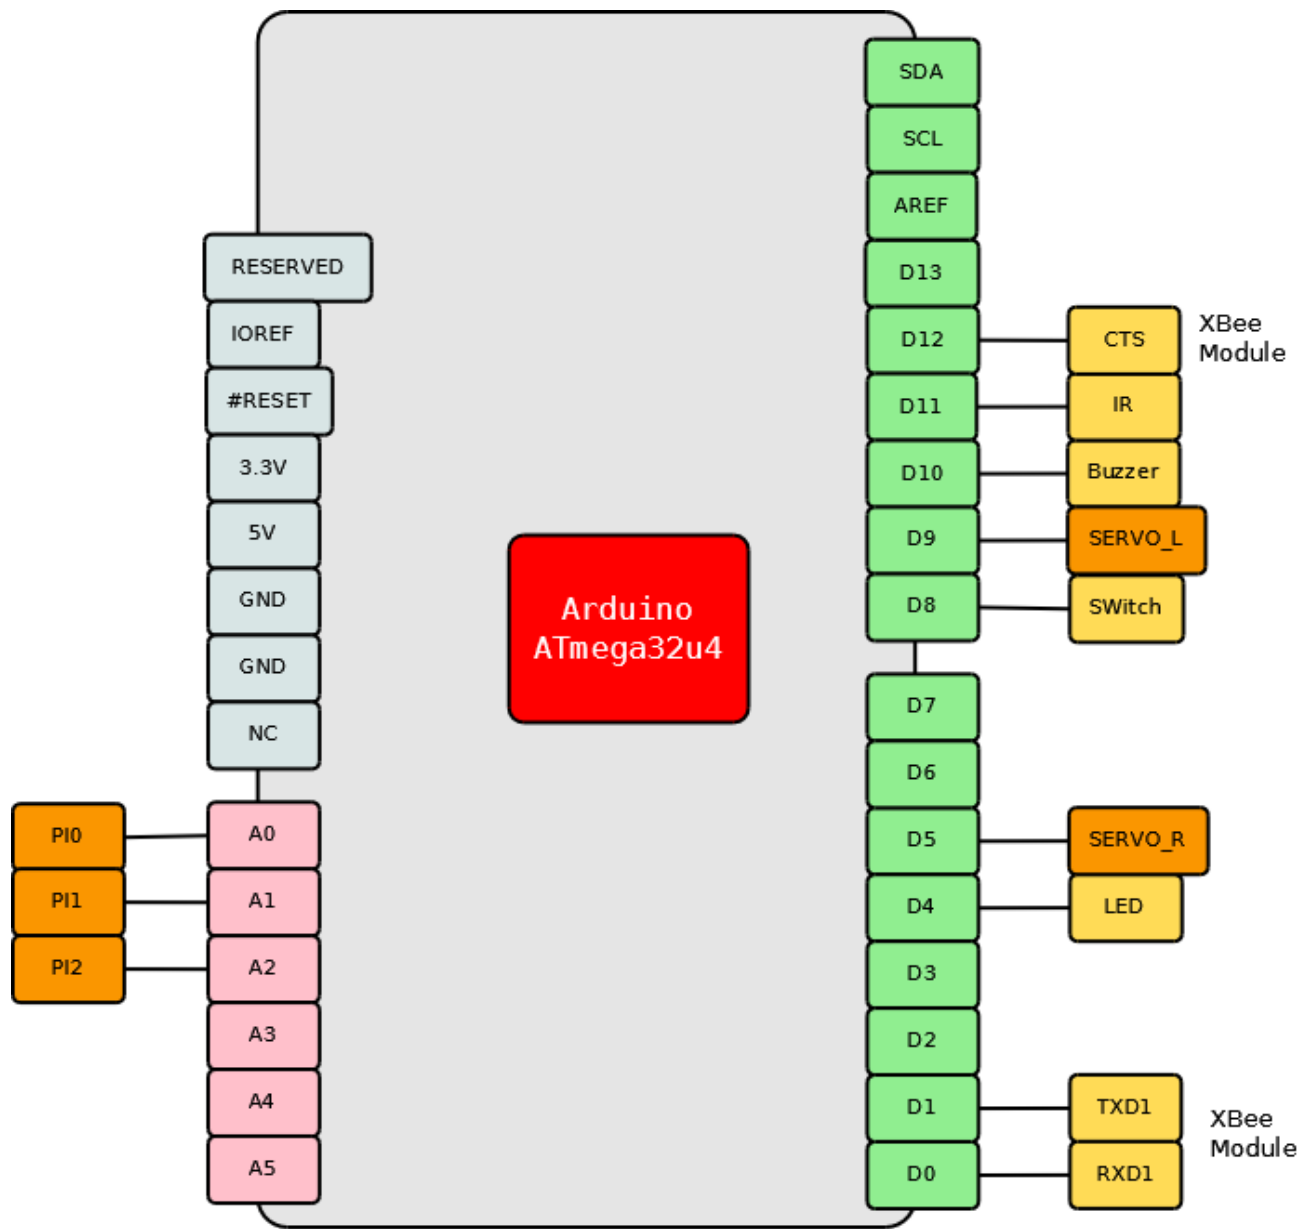 SDA
SCL
AREF
RESERVED
D13
IOREF
D12
CTS
XBee
Module
#RESET
D11
IR
3.3V
D10
Buzzer
5V
D9
SERVO_L
GND
D8
SWitch
Arduino
ATmega32u4
GND
NC
D7
D6
PI0
A0
D5
SERVO_R
PI1
A1
D4
LED
PI2
A2
D3
A3
D2
A4
D1
TXD1
XBee
Module
A5
D0
RXD1